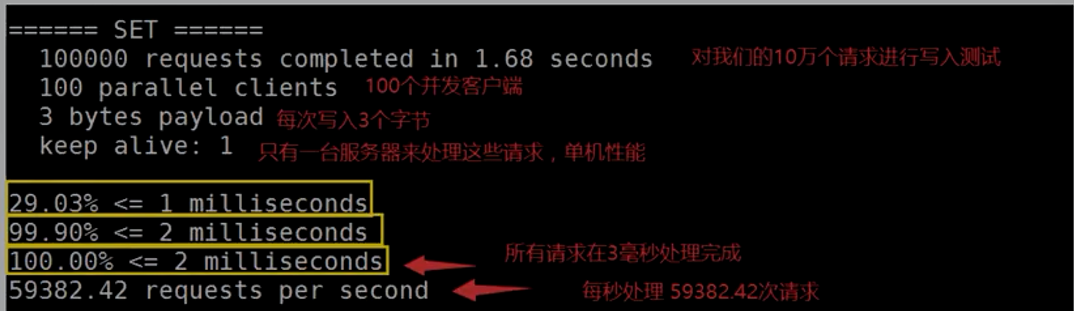 ====== SET ======
100000 requests completed in 1.68 seconds 对我们的10万个请求进行写入测试
100 parallel clients 100个并发客户端
3 bytes payload 每次写入3个字节
keep alive: 1 只有一台服务器来处理这些请求，单机性能
29.03% <= 1 milliseconds
99.90% <= 2 milliseconds
100.00% <= 2 milliseconds 所有请求在3毫秒处理完成
59382.42 requests per second 每秒处理 59382.42次请求